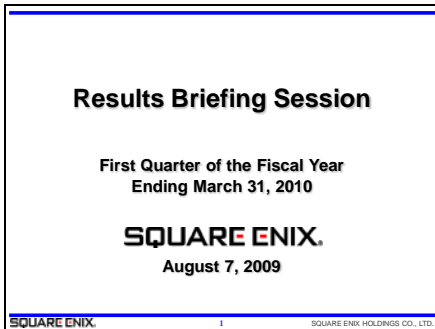 Results Briefing Session
First Quarter of the Fiscal Year
Ending March 31, 2010
SQUARE ENIX.
August 7, 2009
SQUARE ENIX.
1
SQUARE ENIX HOLDINGS CO., LTD.